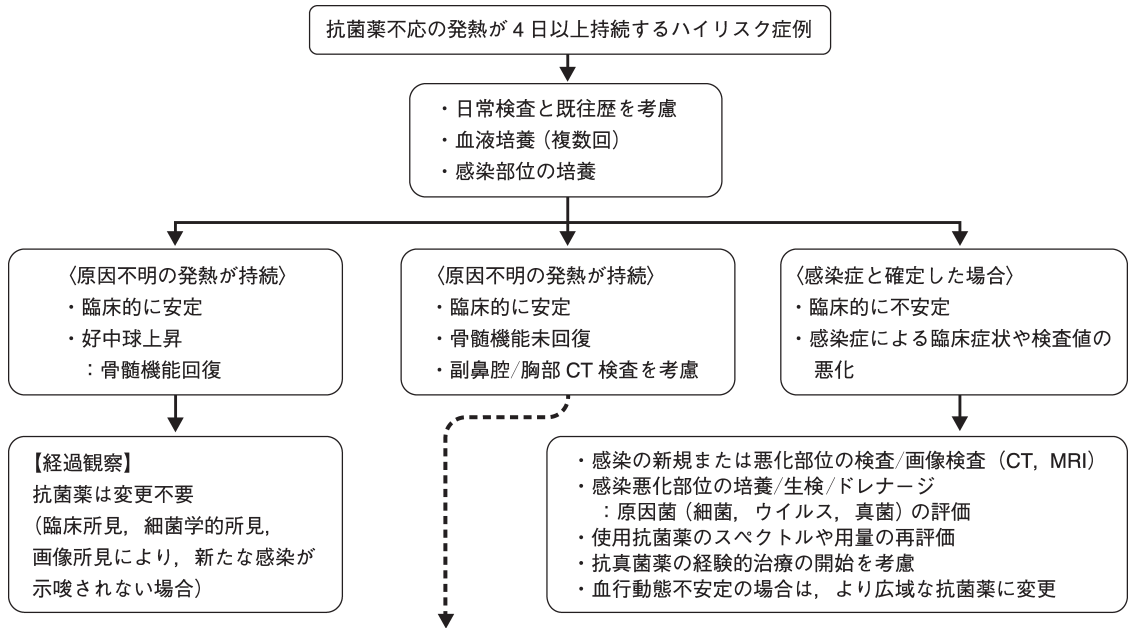 抗菌薬不応の発熱が 4 日以上持続するハイリスク症例
・日常検査と既往歴を考慮
・血液培養（複数回）
・感染部位の培養
〈原因不明の発熱が持続〉
・臨床的に安定
・好中球上昇
：骨髄機能回復
〈原因不明の発熱が持続〉
・臨床的に安定
・骨髄機能未回復
・副鼻腔/胸部 CT 検査を考慮
〈感染症と確定した場合〉
・臨床的に不安定
・感染症による臨床症状や検査値の
悪化
【経過観察】
抗菌薬は変更不要
（臨床所見，細菌学的所見，
画像所見により，新たな感染が
示唆されない場合）
・感染の新規または悪化部位の検査/画像検査（CT，MRI）
・感染悪化部位の培養/生検/ドレナージ
：原因菌（細菌，ウイルス，真菌）の評価
・使用抗菌薬のスペクトルや用量の再評価
・抗真菌薬の経験的治療の開始を考慮
・血行動態不安定の場合は，より広域な抗菌薬に変更